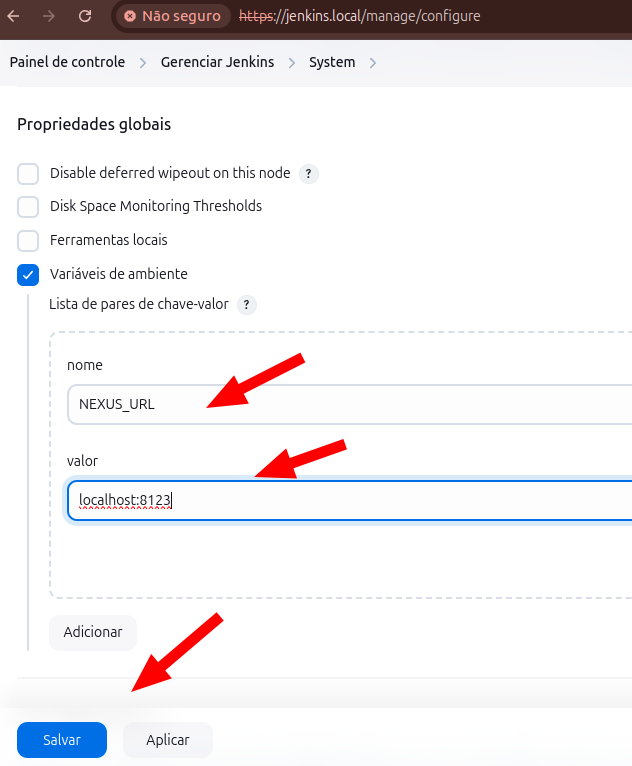 Não seguro https://jenkins.local/manage/configure
Painel de controle > Gerenciar Jenkins > System >
Propriedades globais
Disable deferred wipeout on this node ?
Disk Space Monitoring Thresholds
Ferramentas locais
Variáveis de ambiente
Lista de pares de chave-valor ?
nome
NEXUS_URL
valor
localhost:8123
Adicionar
Salvar Aplicar